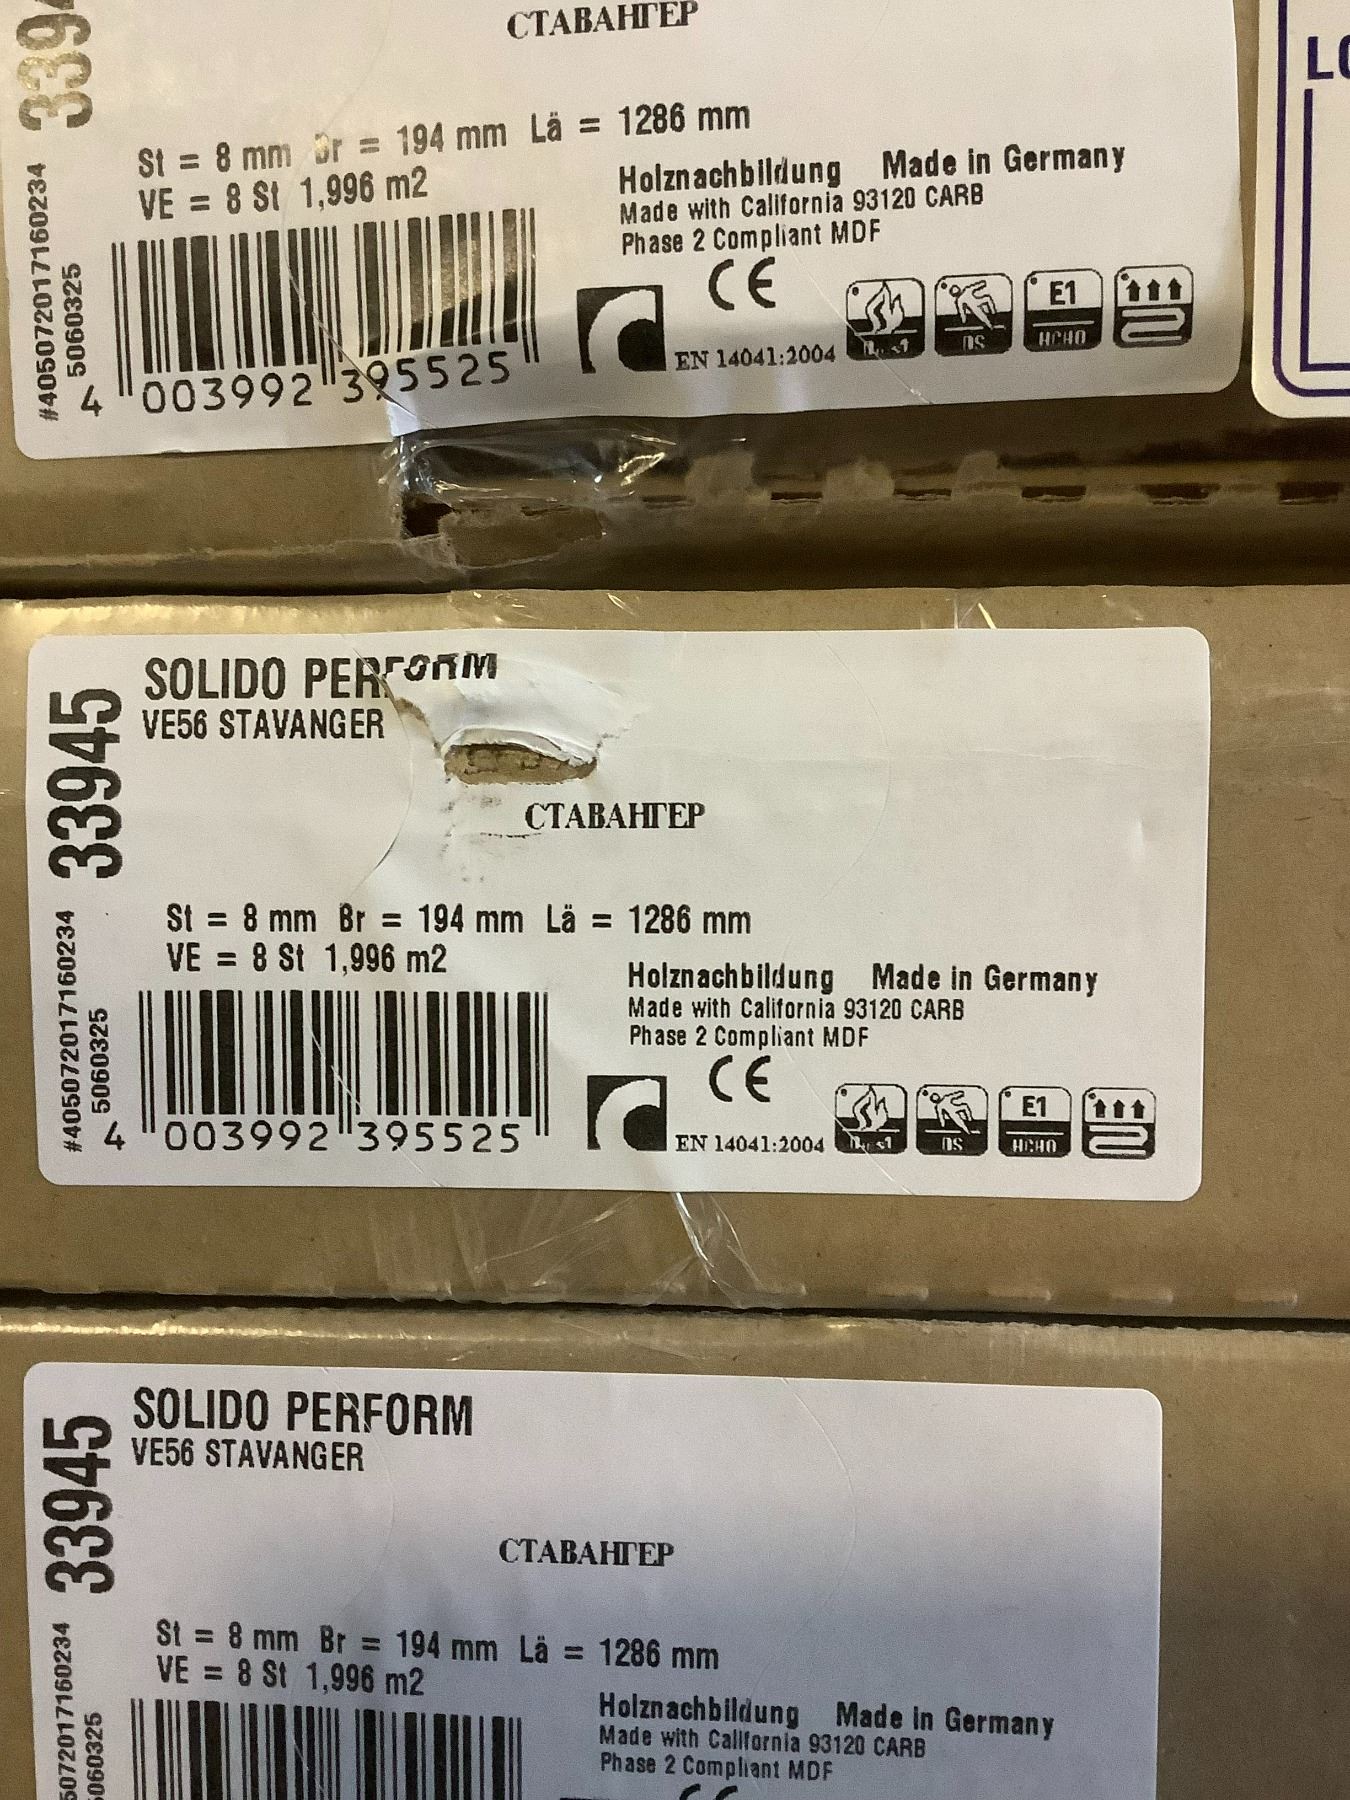 3394
СТАВАНГЕР
St = 8 mm Br = 194 mm Lä = 1286 mm
VE = 8 St 1,996 m2
Holznachbildung Made in Germany
Made with California 93120 CARB
Phase 2 Compliant MDF
#4050720171​60234
5060325
4 003992 395525
CE
EN 14041:2004
DS
E1
HCHO
LO
33945
SOLIDO PERFORM
VE56 STAVANGER
СТАВАНГЕР
St = 8 mm Br = 194 mm Lä = 1286 mm
VE = 8 St 1,996 m2
Holznachbildung Made in Germany
Made with California 93120 CARB
Phase 2 Compliant MDF
#405072017160234
5060325
4 003992 395525
CE
EN 14041:2004
DS
E1
HCHO
33945
SOLIDO PERFORM
VE56 STAVANGER
СТАВАНГЕР
St = 8 mm Br = 194 mm Lä = 1286 mm
VE = 8 St 1,996 m2
Holznachbildung Made in Germany
Made with California 93120 CARB
Phase 2 Compliant MDF
5072017160234
060325